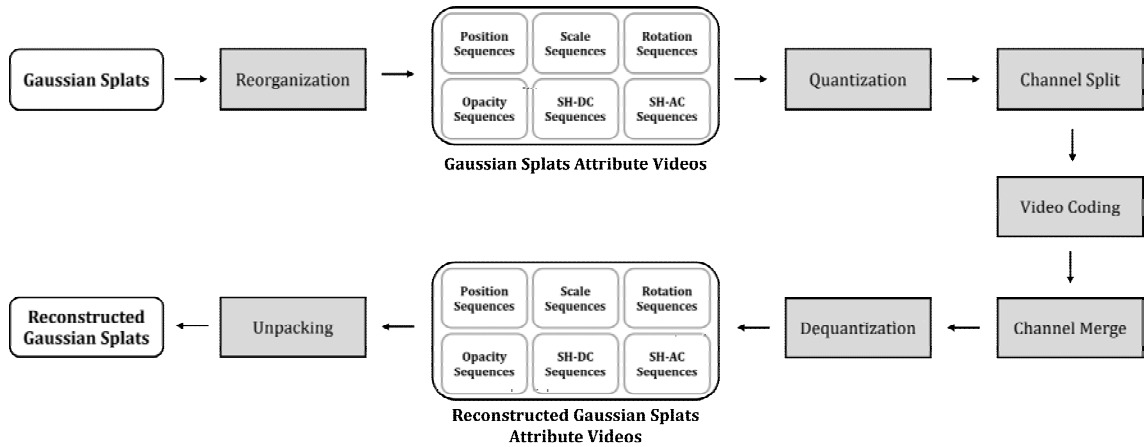 Position
Sequences
Scale
Sequences
Rotation
Sequences
Gaussian Splats
Reorganization
Opacity
Sequences
SH-DC
Sequences
SH-AC
Sequences
Quantization
Channel Split
Gaussian Splats Attribute Videos
Video Coding
Position
Sequences
Scale
Sequences
Rotation
Sequences
Reconstructed
Gaussian Splats
Unpacking
Opacity
Sequences
SH-DC
Sequences
SH-AC
Sequences
Dequantization
Channel Merge
Reconstructed Gaussian Splats
Attribute Videos